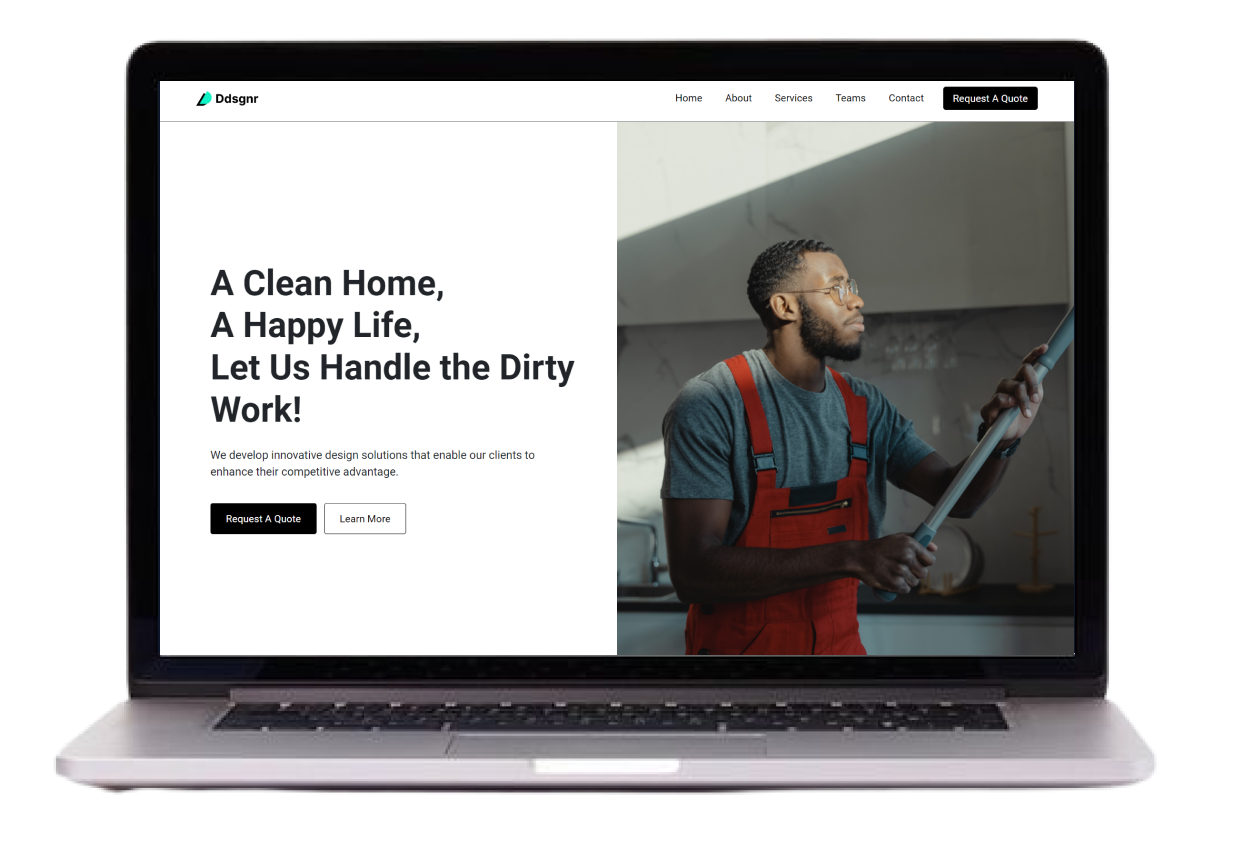 Ddsgnr
Home About Services Teams Contact Request A Quote
A Clean Home,
A Happy Life,
Let Us Handle the Dirty
Work!
We develop innovative design solutions that enable our clients to
enhance their competitive advantage.
Request A Quote Learn More